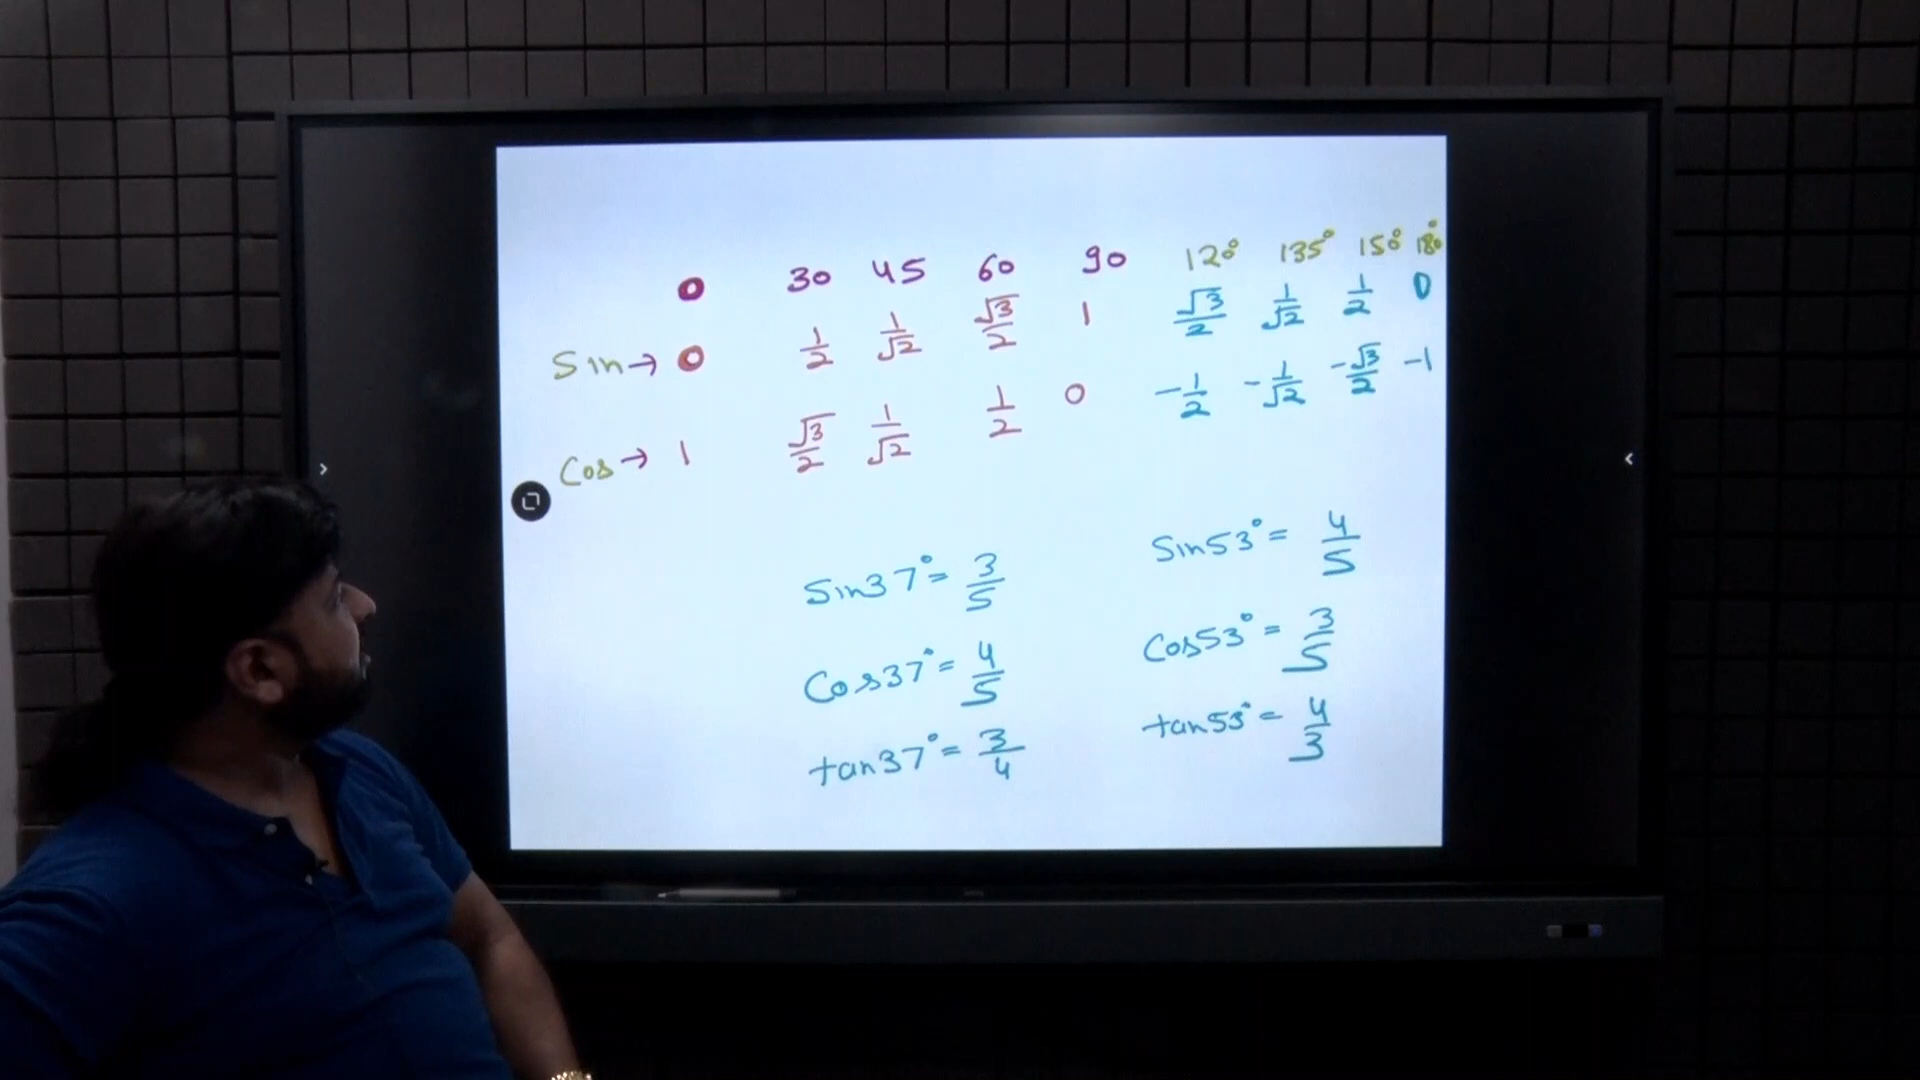 0 30 45 60 90 120° 135° 150° 180°
Sin→ 0 1/2 1/√2 √3/2 1 √3/2 1/√2 1/2 0
Cos→ 1 √3/2 1/√2 1/2 0 -1/2 -1/√2 -√3/2 -1
Sin37°= 3/5
Cos37°= 4/5
tan37°= 3/4
Sin53°= 4/5
Cos53°= 3/5
tan53°= 4/3